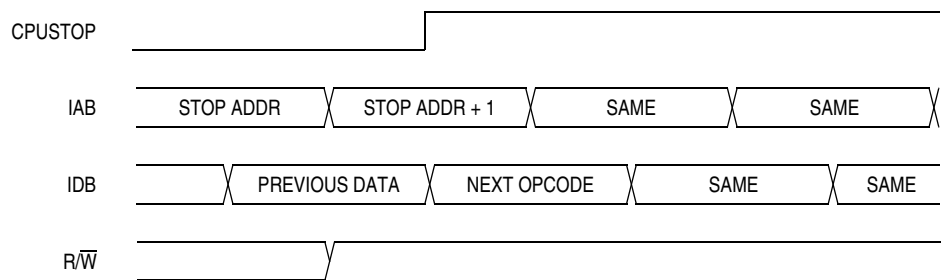 CPUSTOP
IAB STOP ADDR STOP ADDR + 1 SAME SAME
IDB PREVIOUS DATA NEXT OPCODE SAME SAME
R/W̅